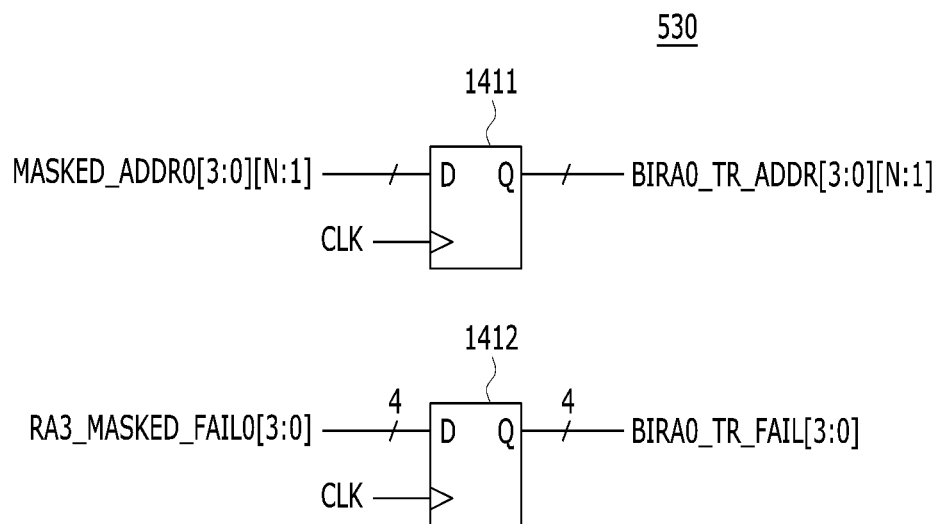 530
1411
MASKED_ADDR0[3:0][N:1] D Q BIRA0_TR_ADDR[3:0][N:1]
CLK
1412
4 4
RA3_MASKED_FAIL0[3:0] D Q BIRA0_TR_FAIL[3:0]
CLK